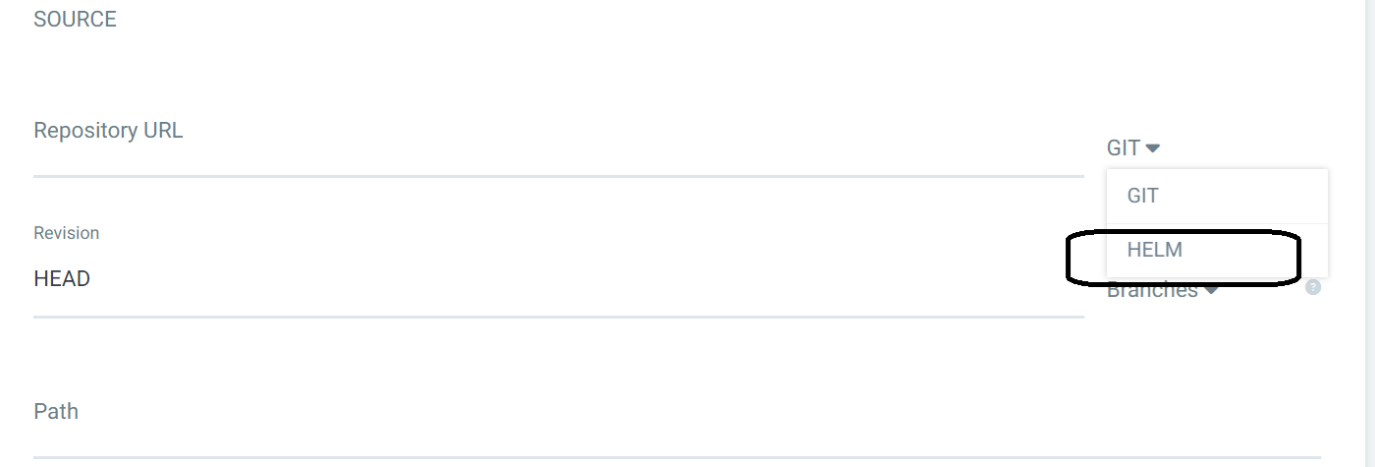 SOURCE
Repository URL
GIT
GIT
HELM
Revision
HEAD
Branches
?
Path